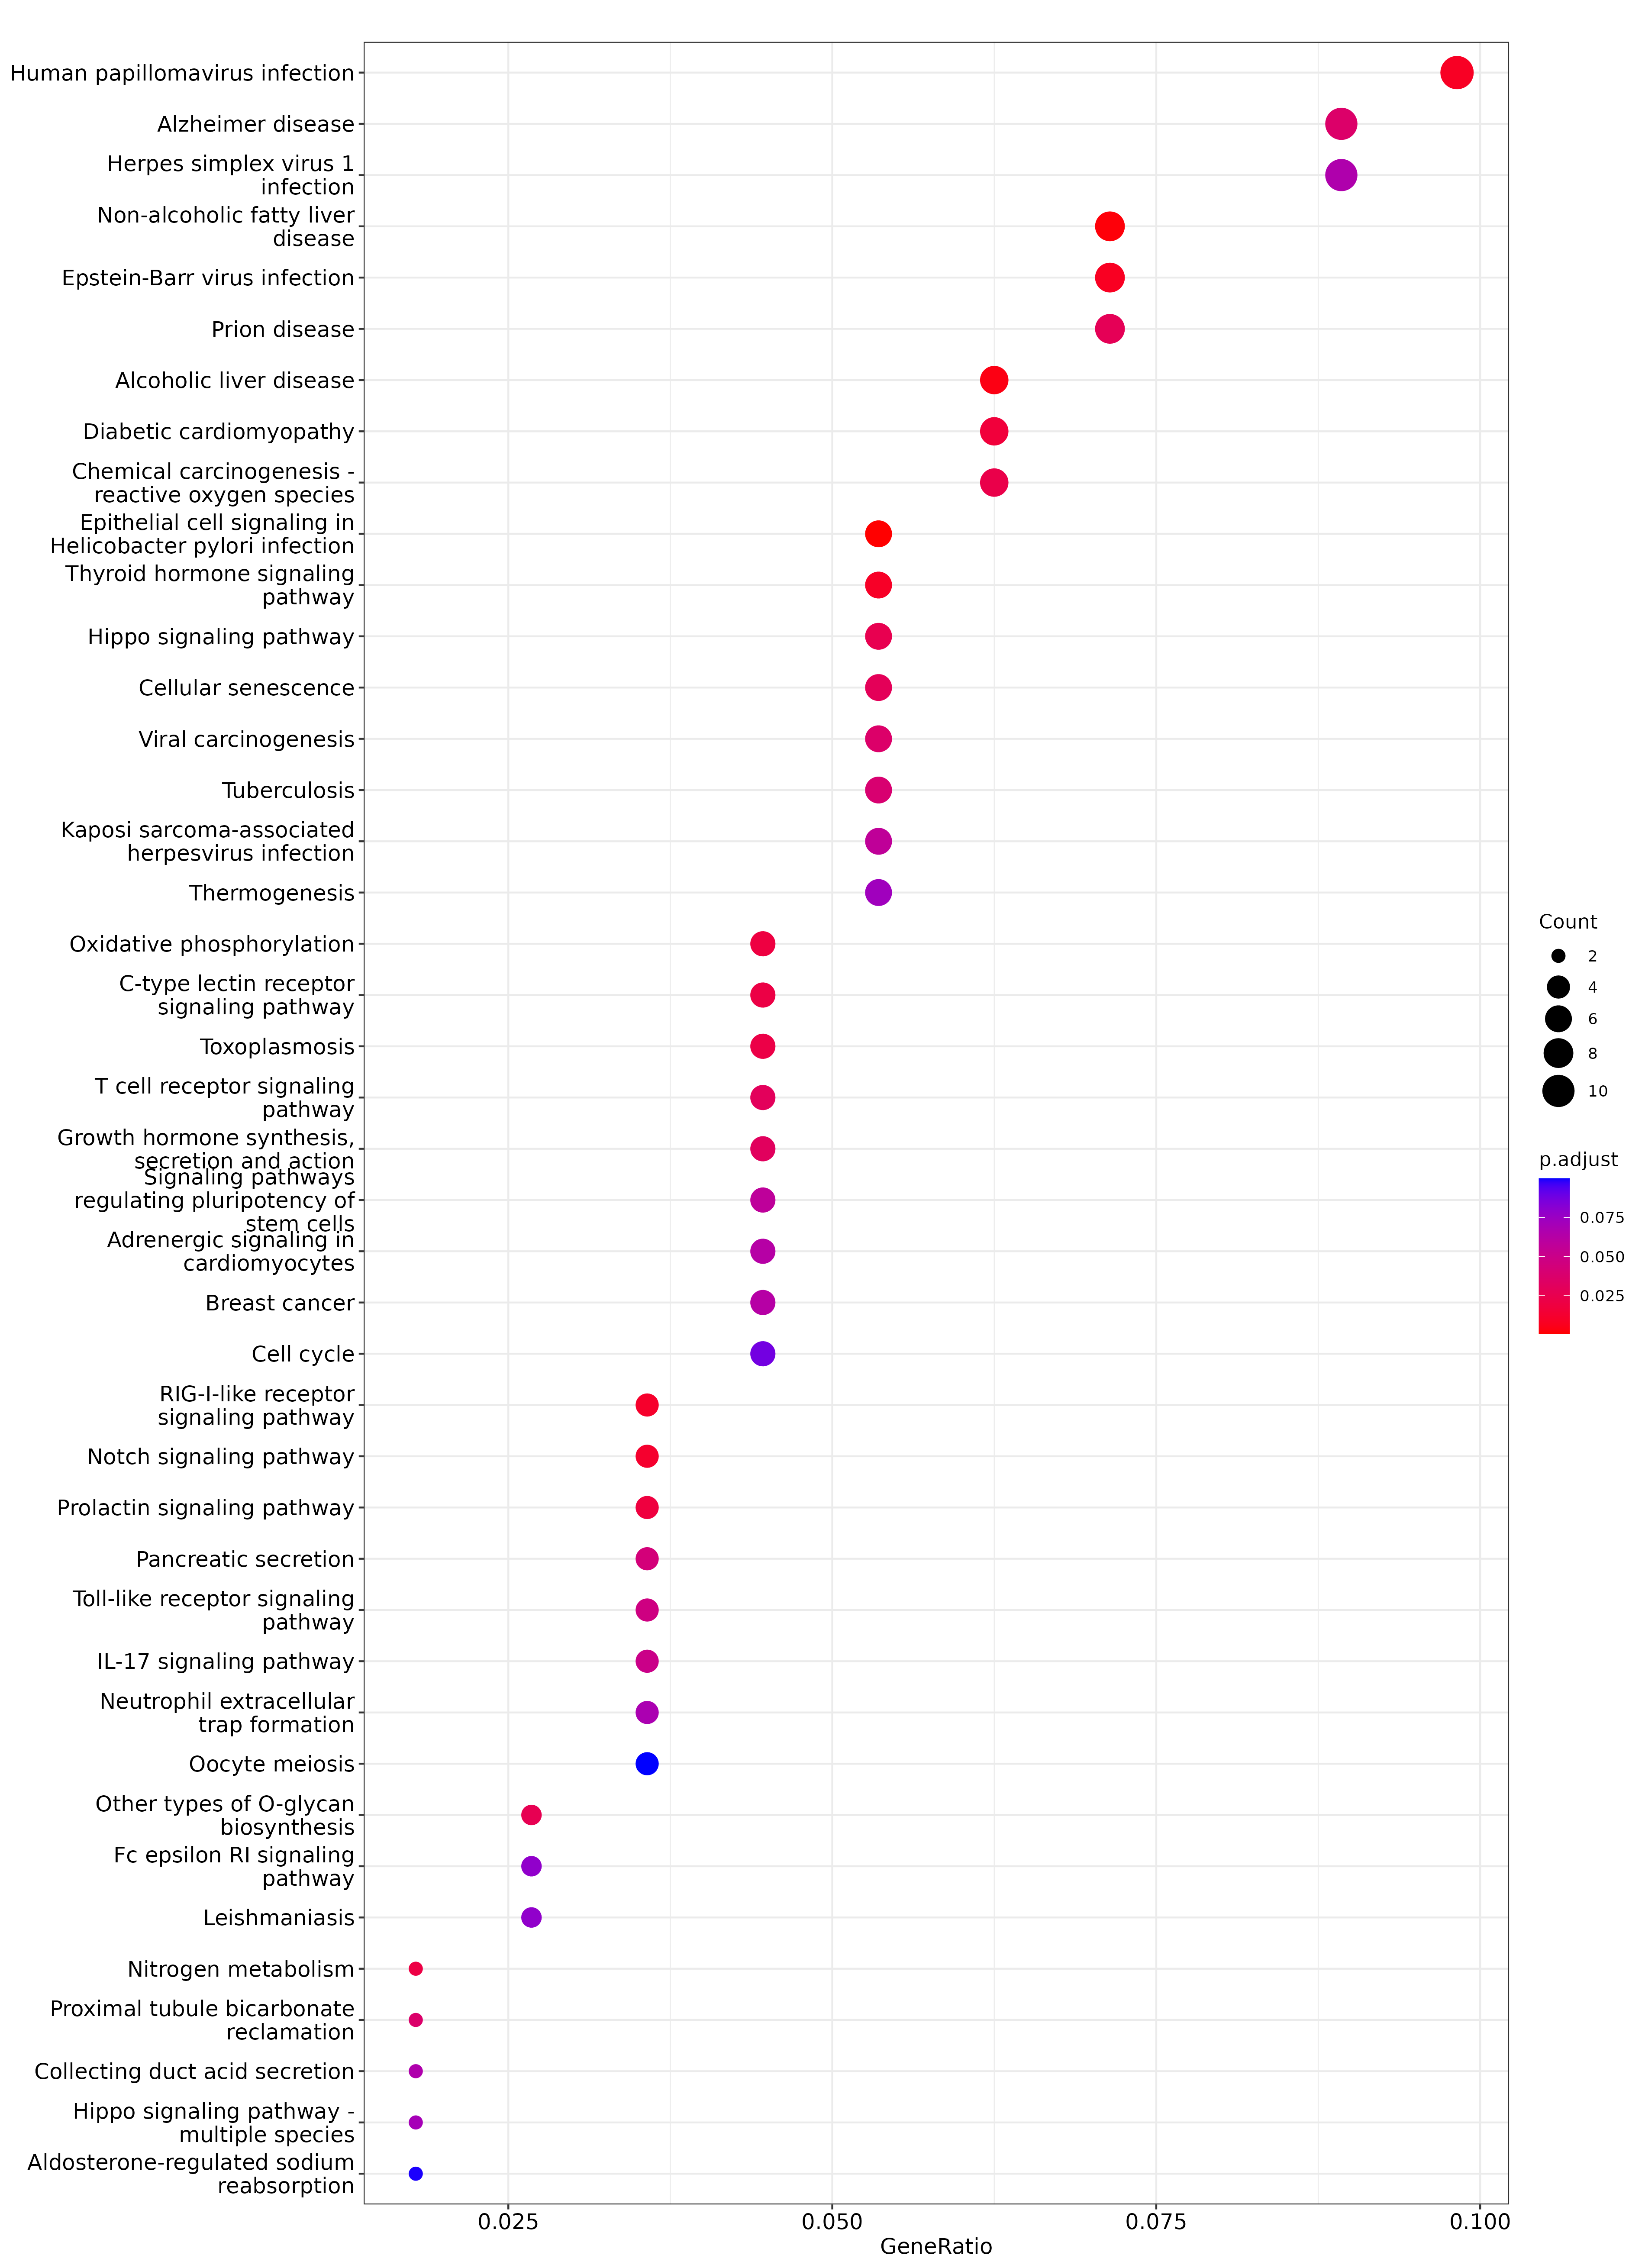 Human papillomavirus infection
Alzheimer disease
Herpes simplex virus 1
infection
Non-alcoholic fatty liver
disease
Epstein-Barr virus infection
Prion disease
Alcoholic liver disease
Diabetic cardiomyopathy
Chemical carcinogenesis -
reactive oxygen species
Epithelial cell signaling in
Helicobacter pylori infection
Thyroid hormone signaling
pathway
Hippo signaling pathway
Cellular senescence
Viral carcinogenesis
Tuberculosis
Kaposi sarcoma-associated
herpesvirus infection
Thermogenesis
Oxidative phosphorylation
C-type lectin receptor
signaling pathway
Toxoplasmosis
T cell receptor signaling
pathway
Growth hormone synthesis,
secretion and action
Signaling pathways
regulating pluripotency of
stem cells
Adrenergic signaling in
cardiomyocytes
Breast cancer
Cell cycle
RIG-I-like receptor
signaling pathway
Notch signaling pathway
Prolactin signaling pathway
Pancreatic secretion
Toll-like receptor signaling
pathway
IL-17 signaling pathway
Neutrophil extracellular
trap formation
Oocyte meiosis
Other types of O-glycan
biosynthesis
Fc epsilon RI signaling
pathway
Leishmaniasis
Nitrogen metabolism
Proximal tubule bicarbonate
reclamation
Collecting duct acid secretion
Hippo signaling pathway -
multiple species
Aldosterone-regulated sodium
reabsorption
0.025 0.050 0.075 0.100
GeneRatio
Count
2
4
6
8
10
p.adjust
0.075
0.050
0.025